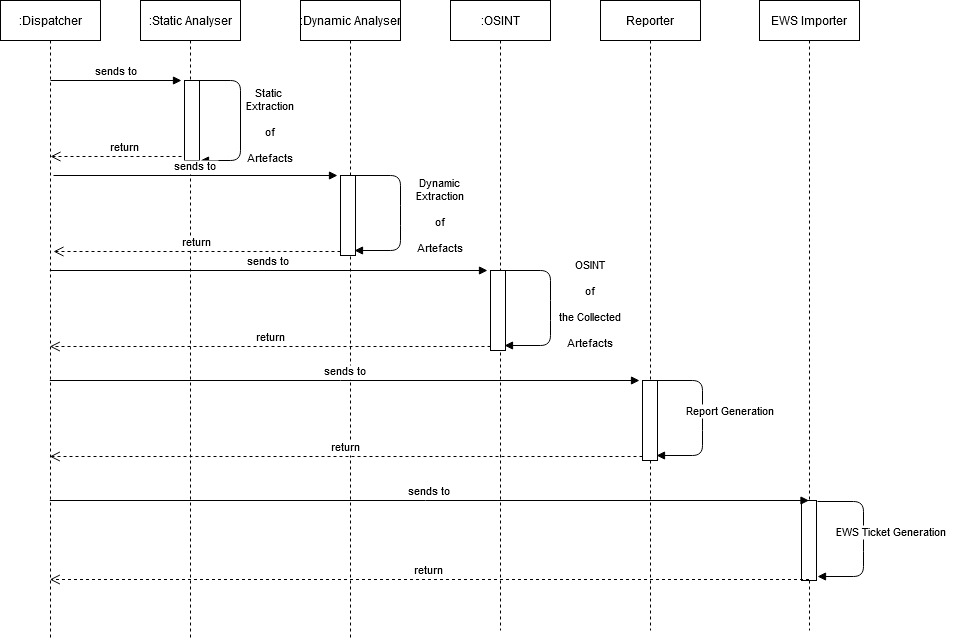 :Dispatcher
:Static Analyser
:Dynamic Analyser
:OSINT
Reporter
EWS Importer
sends to
Static
Extraction
of
Artefacts
return
sends to
Dynamic
Extraction
of
Artefacts
return
sends to
OSINT
of
the Collected
Artefacts
return
sends to
Report Generation
return
sends to
EWS Ticket Generation
return